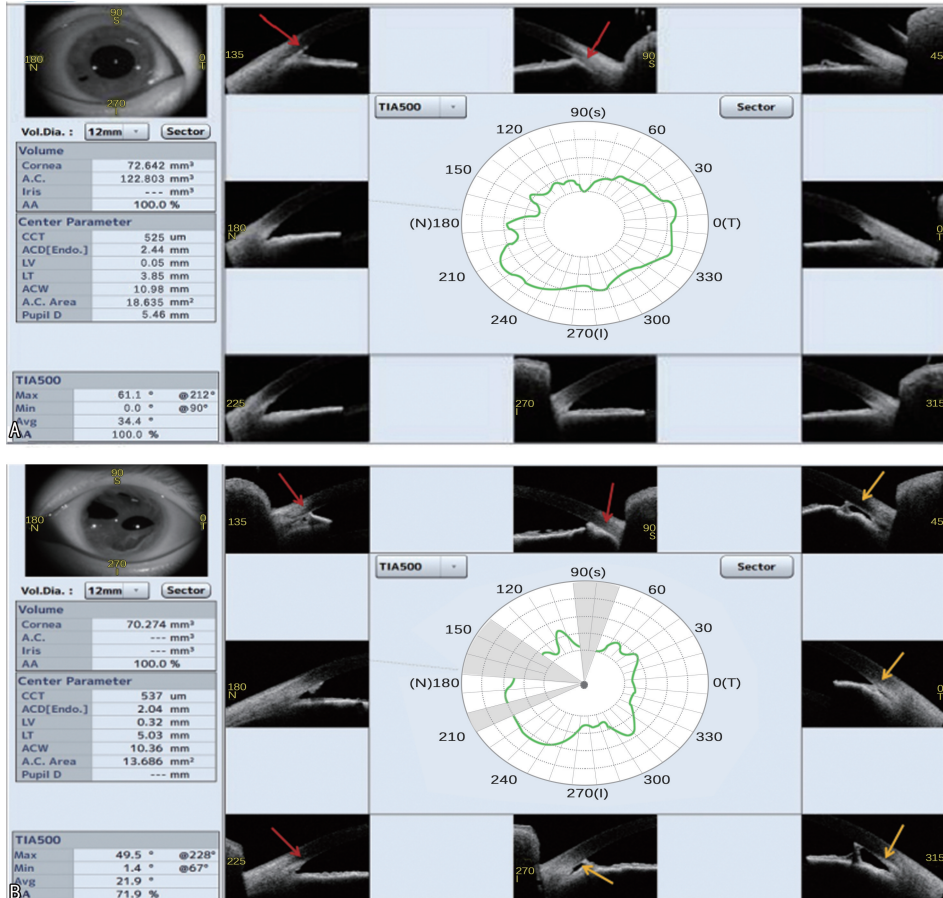 90
S
180
N
0
T
270
Vol.Dia. :  12mm  Sector
Volume
Cornea  72.642 mm³
A.C.  122.803 mm³
Iris  --- mm³
AA  100.0 %
Center Parameter
CCT  525 um
ACD[Endo.]  2.44 mm
LV  0.05 mm
LT  3.85 mm
ACW  10.98 mm
A.C. Area  18.635 mm²
Pupil D  5.46 mm
TIA500
Max  61.1 °  @212°
Min  0.0 °  @90°
Avg  34.4 °
AA  100.0 %
A
135
90
S
45
180
N
0
T
225
270
I
315
TIA500  Sector
90(s)
120  60
150  30
(N)180  0(T)
210  330
240  300
270(I)
90
S
180
N
0
T
270
I
Vol.Dia. :  12mm  Sector
Volume
Cornea  70.274 mm³
A.C.  --- mm³
Iris  --- mm³
AA  100.0 %
Center Parameter
CCT  537 um
ACD[Endo.]  2.04 mm
LV  0.32 mm
LT  5.03 mm
ACW  10.36 mm
A.C. Area  13.686 mm²
Pupil D  --- mm
TIA500
Max  49.5 °  @228°
Min  1.4 °  @67°
Avg  21.9 °
A  71.9 %
B
135
90
S
45
180
N
0
T
225
270
I
315
TIA500  Sector
90(s)
120  60
150  30
(N)180  0(T)
210  330
240  300
270(I)